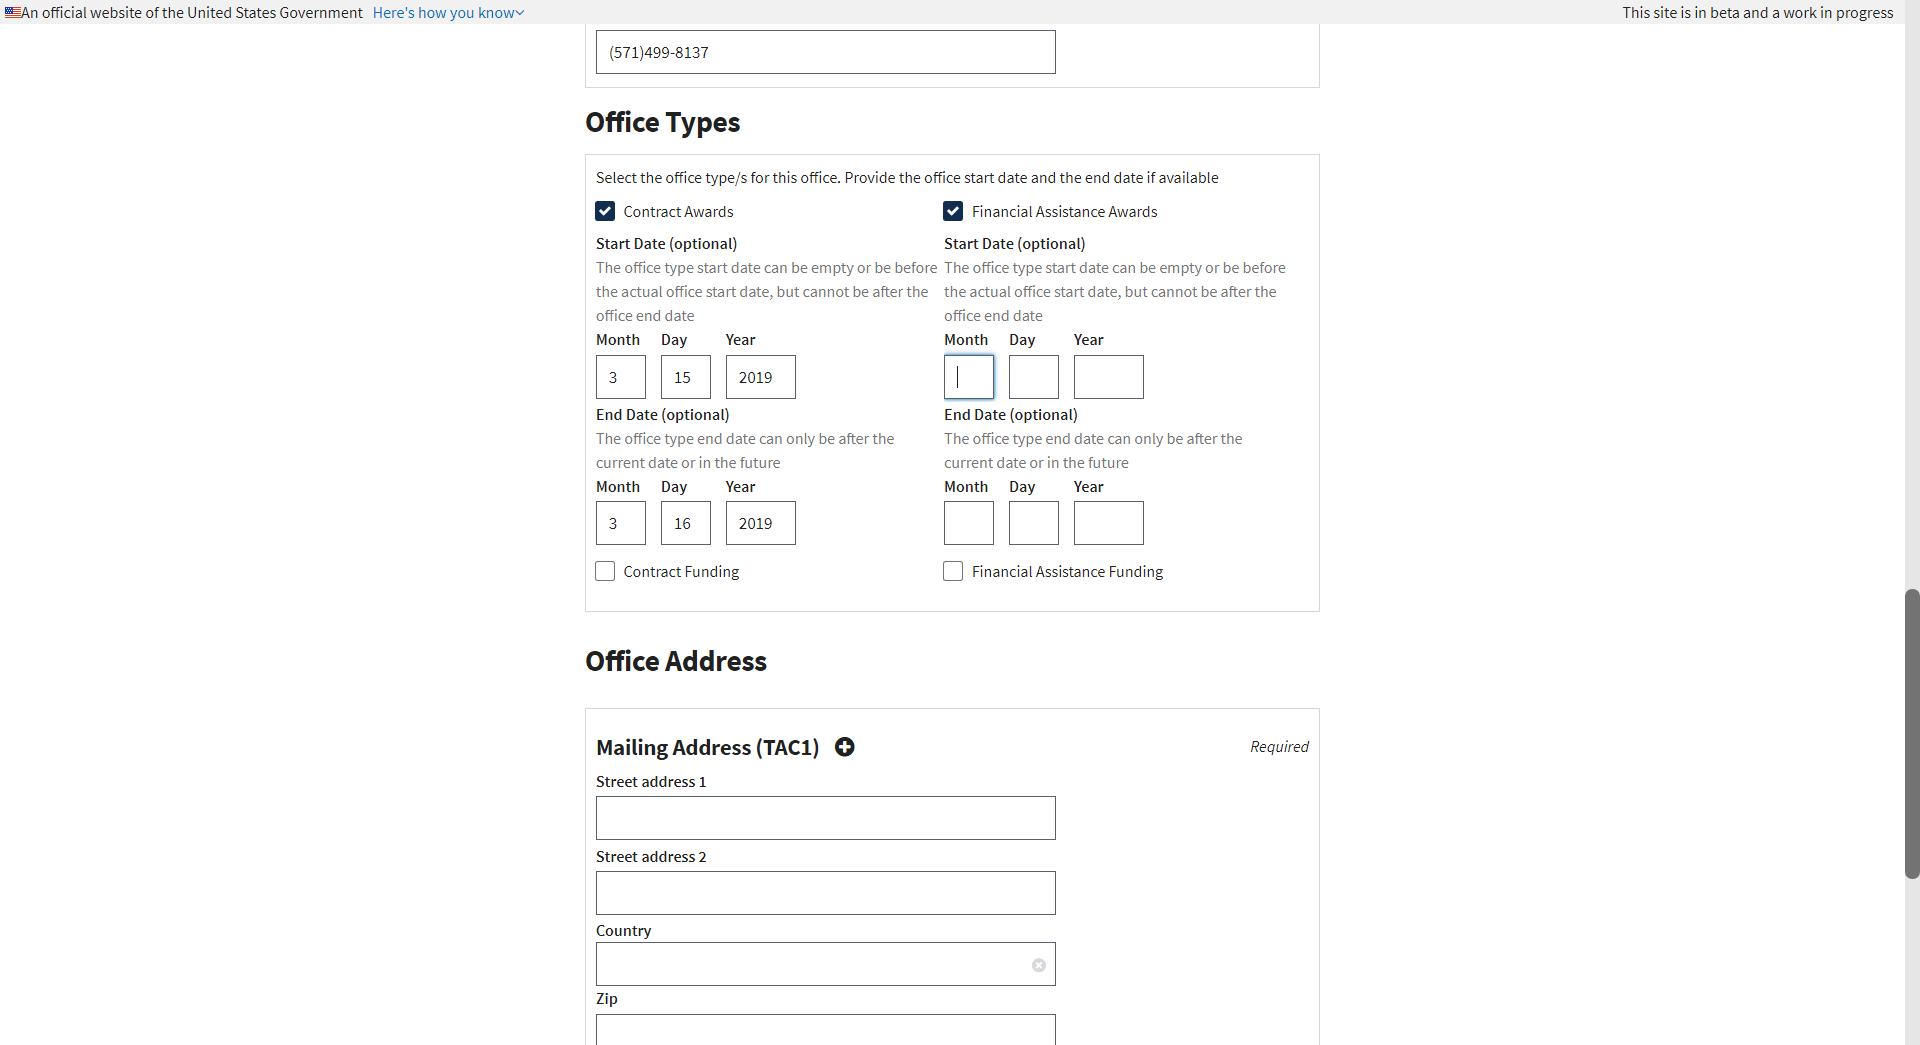 An official website of the United States Government Here's how you know
This site is in beta and a work in progress
(571)499-8137
Office Types
Select the office type/s for this office. Provide the office start date and the end date if available
Contract Awards
Start Date (optional)
The office type start date can be empty or be before
the actual office start date, but cannot be after the
office end date
Month Day Year
3 15 2019
End Date (optional)
The office type end date can only be after the
current date or in the future
Month Day Year
3 16 2019
Contract Funding
Financial Assistance Awards
Start Date (optional)
The office type start date can be empty or be before
the actual office start date, but cannot be after the
office end date
Month Day Year
End Date (optional)
The office type end date can only be after the
current date or in the future
Month Day Year
Financial Assistance Funding
Office Address
Mailing Address (TAC1)
Required
Street address 1
Street address 2
Country
Zip